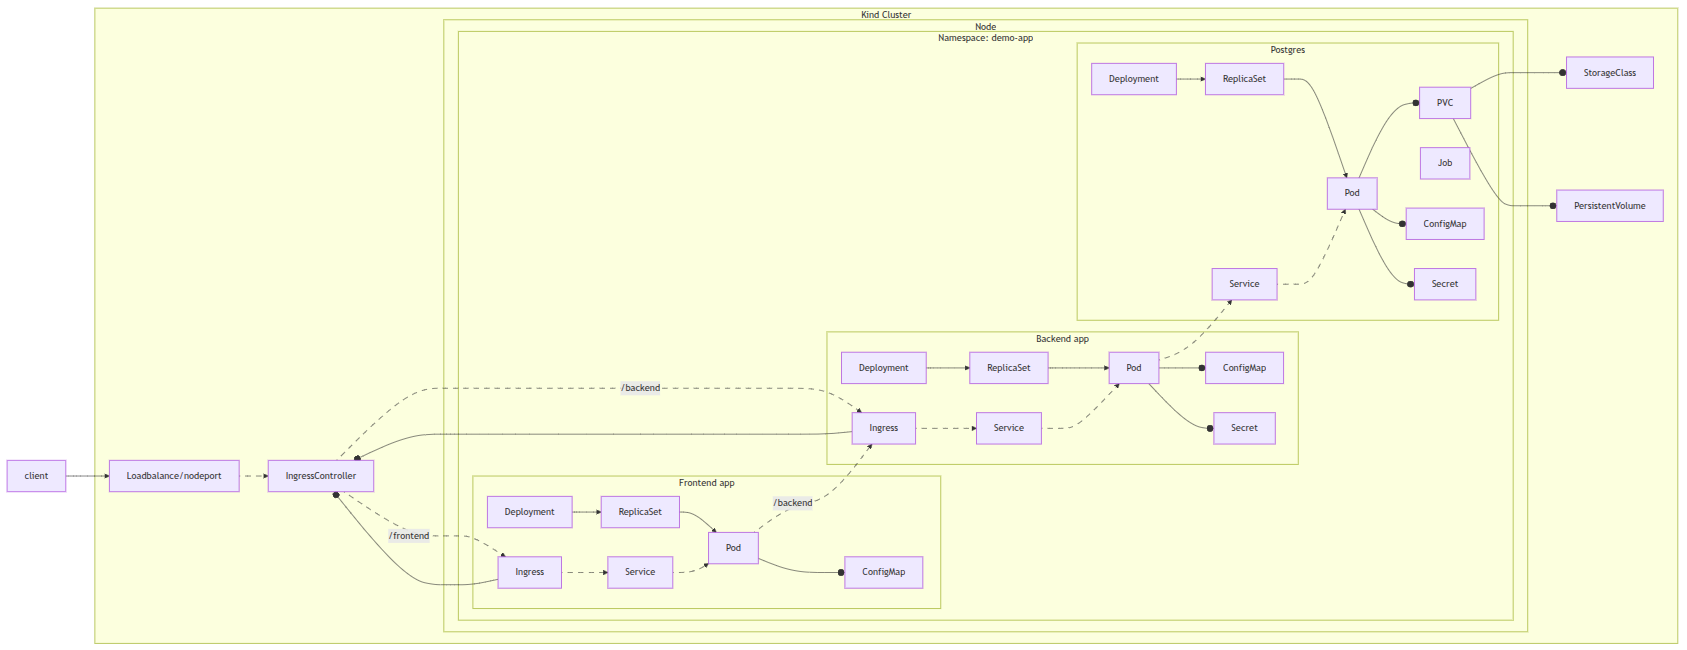 Kind Cluster
Node
Namespace: demo-app
Postgres
Deployment
ReplicaSet
StorageClass
PVC
Job
Pod
PersistentVolume
ConfigMap
Service
Secret
Backend app
Deployment
ReplicaSet
Pod
ConfigMap
/backend
Ingress
Service
Secret
client
Loadbalance/nodeport
IngressController
Frontend app
/backend
Deployment
ReplicaSet
/frontend
Pod
Ingress
Service
ConfigMap